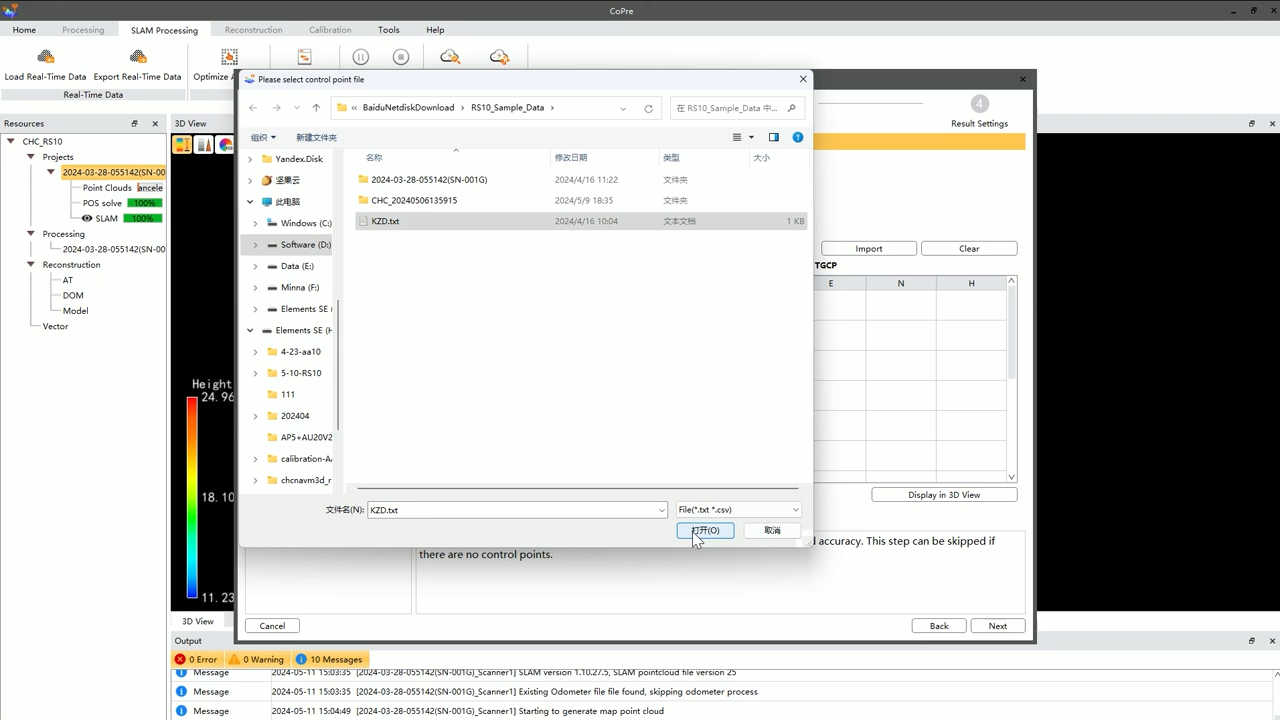 CoPre
Home
Processing
SLAM Processing
Reconstruction
Calibration
Tools
Help
Load Real-Time Data
Export Real-Time Data
Real-Time Data
Please select control point file
BaiduNetdiskDownload > RS10_Sample_Data >
在 RS10_Sample_Data 中...
4
Result Settings
Resources
3D View
组织
新建文件夹
名称
修改日期
类型
大小
CHC_RS10
Projects
2024-03-28-055142(SN-00
Point Clouds
ancele
POS solve
100%
SLAM
100%
Processing
2024-03-28-055142(SN-00
Reconstruction
AT
DOM
Model
Vector
Yandex.Disk
坚果云
此电脑
Windows (C:)
Software (D:)
Data (E:)
Minna (F:)
Elements SE (
Elements SE (H
4-23-aa10
5-10-RS10
111
202404
AP5+AU20V2
calibration-A
chcnavm3d_r
2024-03-28-055142(SN-001G)
2024/4/16 11:22
文件夹
CHC_20240506135915
2024/5/9 18:35
文件夹
KZD.txt
2024/4/16 10:04
文本文档
1 KB
Import
Clear
TGCP
E
N
H
Height
24.96
18.10
11.23
Display in 3D View
文件名(N):
KZD.txt
File(*.txt *.csv)
打开(O)
取消
d accuracy. This step can be skipped if
there are no control points.
Cancel
Back
Next
3D View
Output
0 Error
0 Warning
10 Messages
Message
2024-05-11 15:03:35 [2024-03-28-055142(SN-001G)_Scanner1] SLAM version 1.10.27.5, SLAM pointcloud file version 25
Message
2024-05-11 15:03:35 [2024-03-28-055142(SN-001G)_Scanner1] Existing Odometer file file found, skipping odometer process
Message
2024-05-11 15:04:49 [2024-03-28-055142(SN-001G)_Scanner1] Starting to generate map point cloud